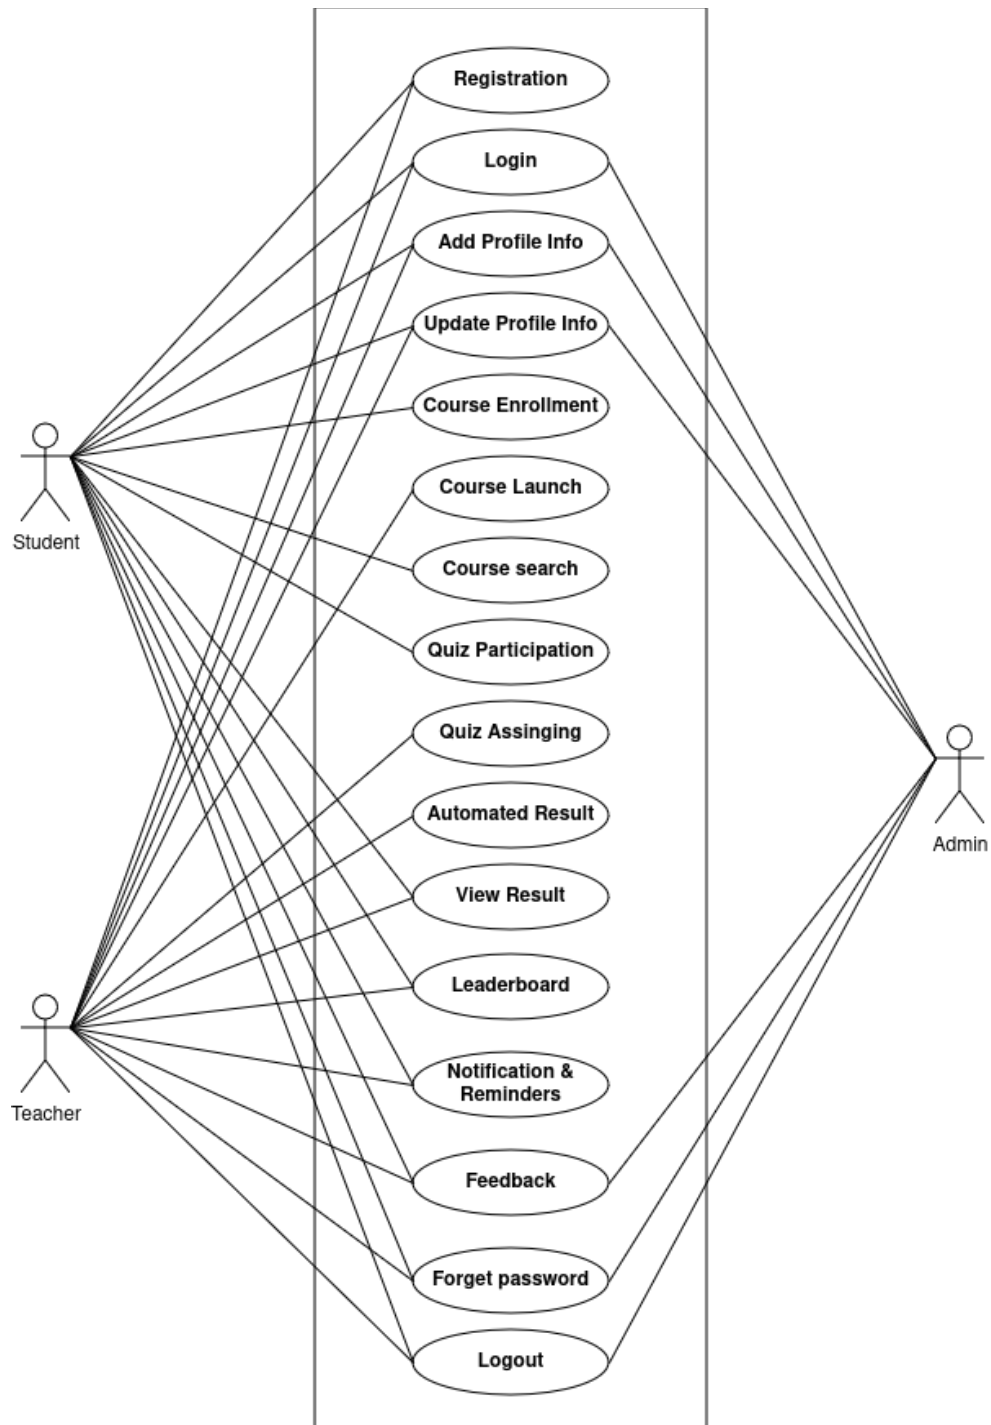 Registration
Login
Add Profile Info
Update Profile Info
Course Enrollment
Course Launch
Student
Course search
Quiz Participation
Quiz Assinging
Automated Result
Admin
View Result
Leaderboard
Notification &
Reminders
Teacher
Feedback
Forget password
Logout